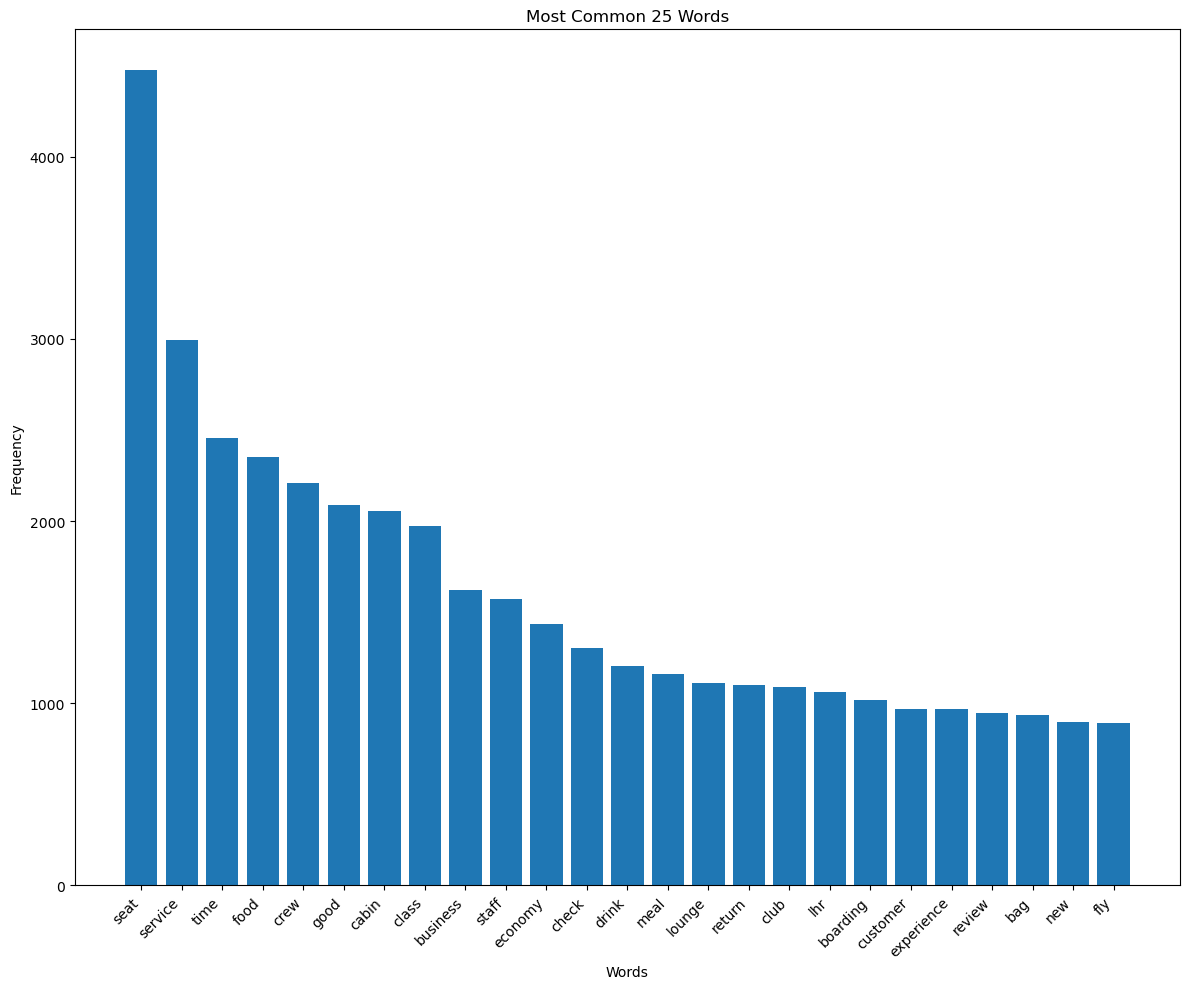 Most Common 25 Words
Frequency
4000
3000
2000
1000
0
seat
service
time
food
crew
good
cabin
class
business
staff
economy
check
drink
meal
lounge
return
club
lhr
boarding
customer
experience
review
bag
new
fly
Words